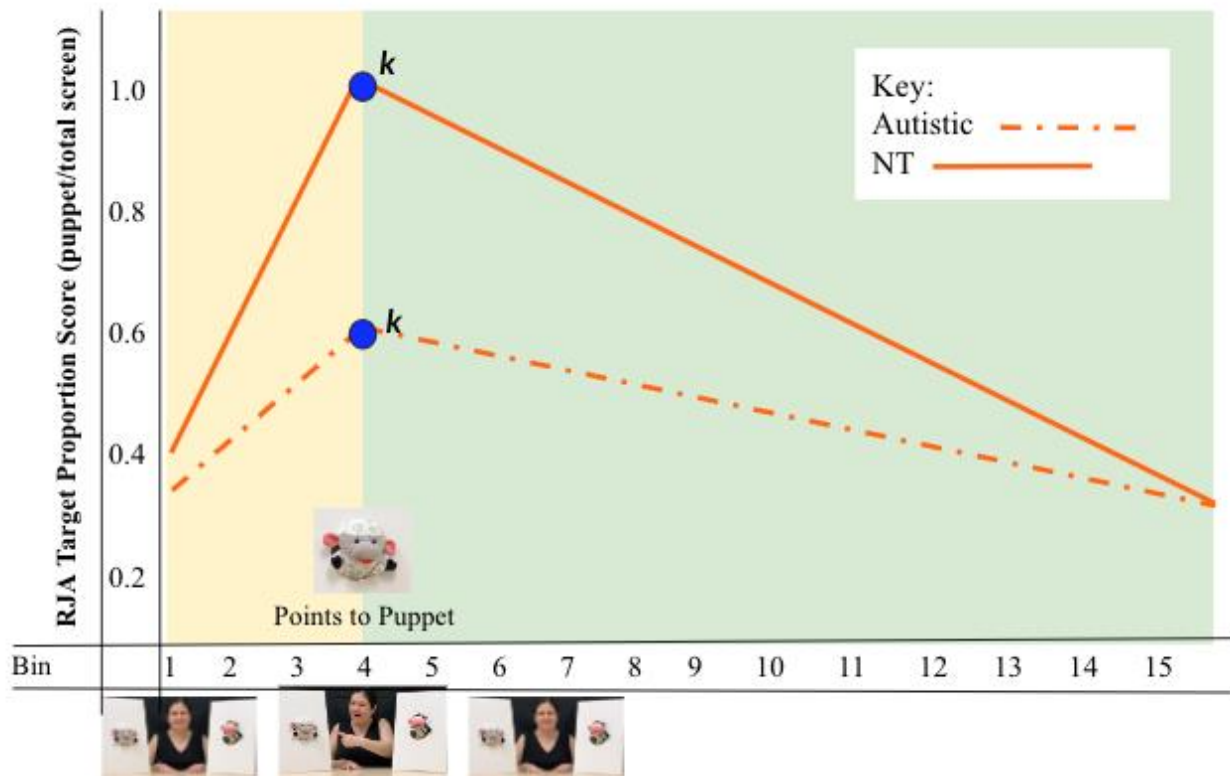 RJA Target Proportion Score (puppet/total screen)
1.0
0.8
0.6
0.4
0.2
k
k
Key:
Autistic
NT
Points to Puppet
Bin 1 2 3 4 5 6 7 8 9 10 11 12 13 14 15